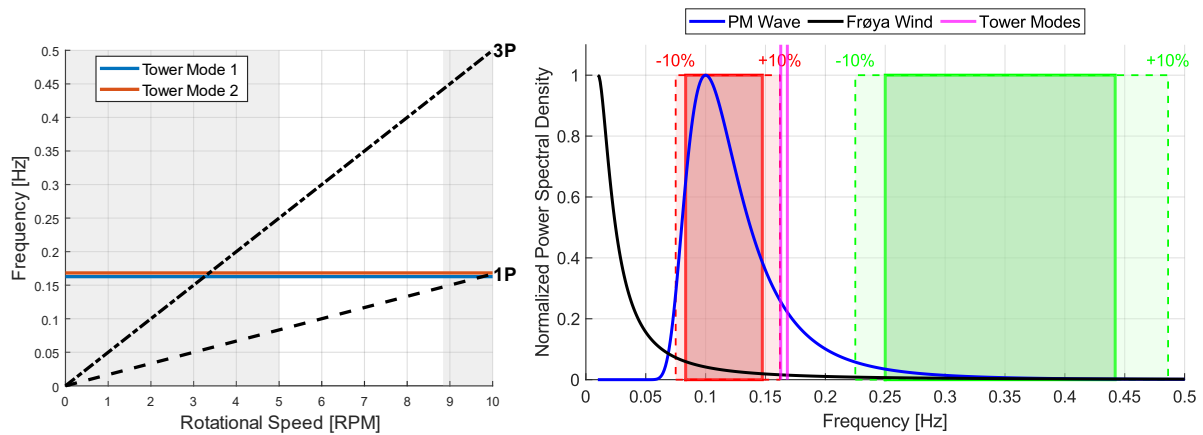 0.5
0.45
0.4
0.35
0.3
0.25
0.2
0.15
0.1
0.05
0
Frequency [Hz]
Tower Mode 1
Tower Mode 2
3P
1P
0 1 2 3 4 5 6 7 8 9 10
Rotational Speed [RPM]
PM Wave Frøya Wind Tower Modes
-10% +10% -10% +10%
1
0.8
0.6
0.4
0.2
0
Normalized Power Spectral Density
0 0.05 0.1 0.15 0.2 0.25 0.3 0.35 0.4 0.45 0.5
Frequency [Hz]